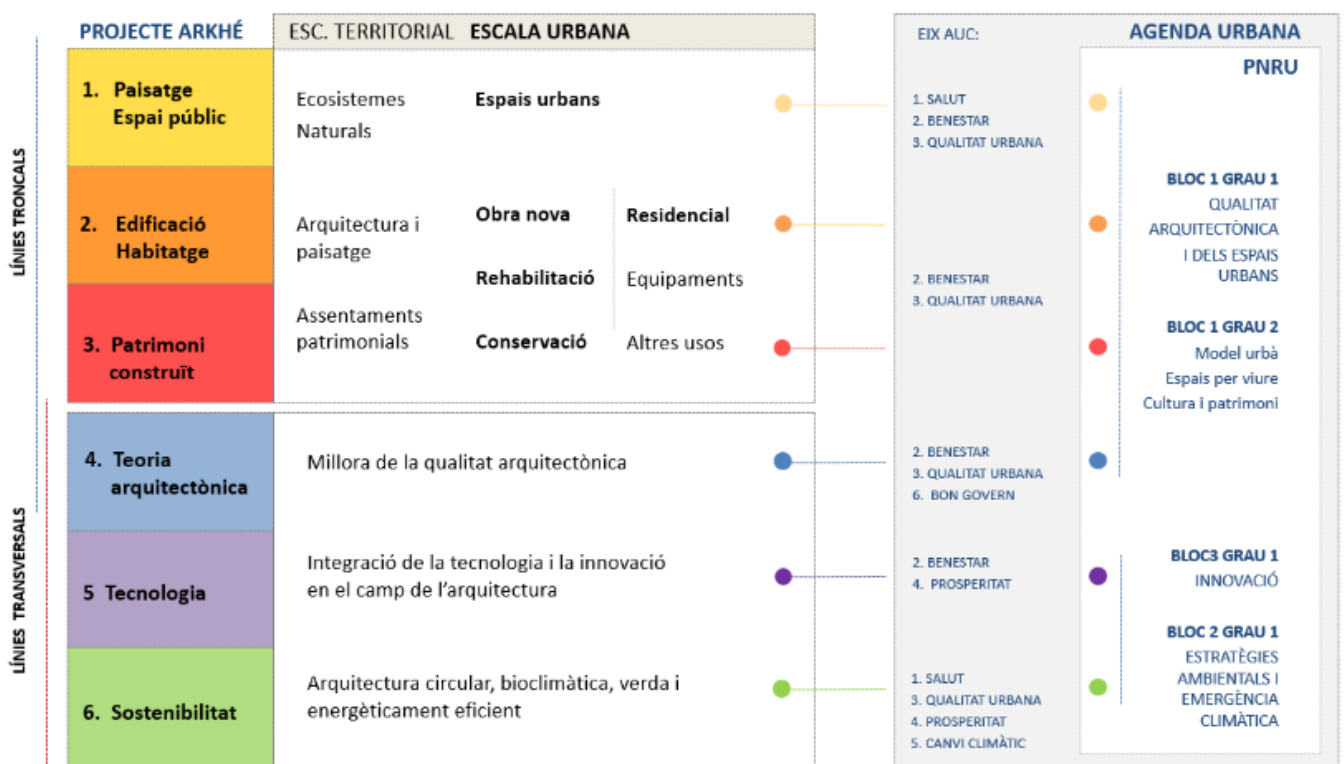 PROJECTE ARKHÉ
ESC. TERRITORIAL ESCALA URBANA
EIX AUC:
AGENDA URBANA
PNRU
LÍNIES TRONCALS
1. Paisatge
Espai públic
Ecosistemes
Naturals
Espais urbans
1. SALUT
2. BENESTAR
3. QUALITAT URBANA
2. Edificació
Habitatge
Arquitectura i
paisatge
Obra nova
Rehabilitació
Residencial
Equipaments
2. BENESTAR
3. QUALITAT URBANA
BLOC 1 GRAU 1
QUALITAT
ARQUITECTÒNICA
I DELS ESPAIS
URBANS
3. Patrimoni
construït
Assentaments
patrimonials
Conservació
Altres usos
BLOC 1 GRAU 2
Model urbà
Espais per viure
Cultura i patrimoni
LÍNIES TRANSVERSALS
4. Teoria
arquitectònica
Millora de la qualitat arquitectònica
2. BENESTAR
3. QUALITAT URBANA
6. BON GOVERN
5 Tecnologia
Integració de la tecnologia i la innovació
en el camp de l'arquitectura
2. BENESTAR
4. PROSPERITAT
BLOC3 GRAU 1
INNOVACIÓ
6. Sostenibilitat
Arquitectura circular, bioclimàtica, verda i
energèticament eficient
1. SALUT
3. QUALITAT URBANA
4. PROSPERITAT
5. CANVI CLIMÀTIC
BLOC 2 GRAU 1
ESTRATÈGIES
AMBIENTALS I
EMERGÈNCIA
CLIMÀTICA